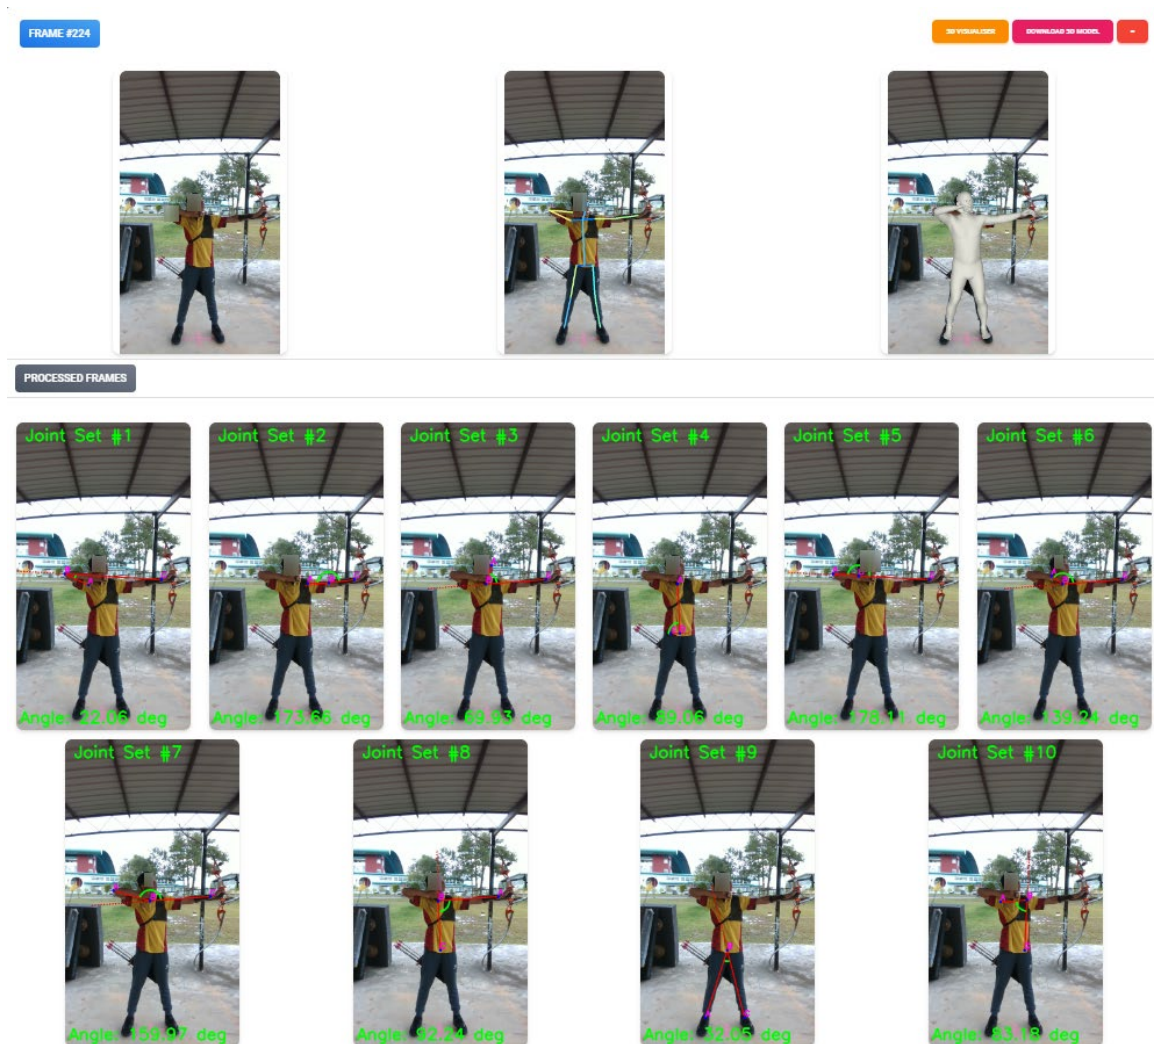 FRAME #224
3D VISUALISER
DOWNLOAD 3D MODEL
PROCESSED FRAMES
Joint Set #1
Joint Set #2
Joint Set #3
Joint Set #4
Joint Set #5
Joint Set #6
Angle: 22.06 deg
Angle: 173.66 deg
Angle: 69.93 deg
Angle: 89.06 deg
Angle: 178.11 deg
Angle: 139.24 deg
Joint Set #7
Joint Set #8
Joint Set #9
Joint Set #10
Angle: 159.97 deg
Angle: 92.24 deg
Angle: 32.05 deg
Angle: 83.18 deg